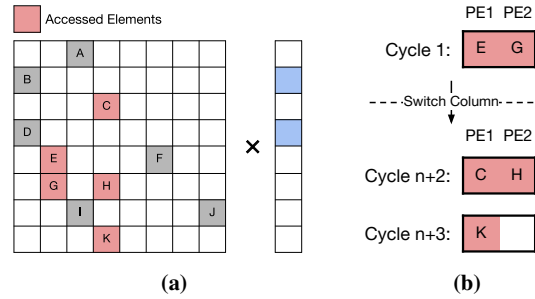 Accessed Elements
A
B
C
D
E
F
G
H
I
J
K
×
(a)
PE1 PE2
Cycle 1: E G
Switch Column
PE1 PE2
Cycle n+2: C H
Cycle n+3: K
(b)